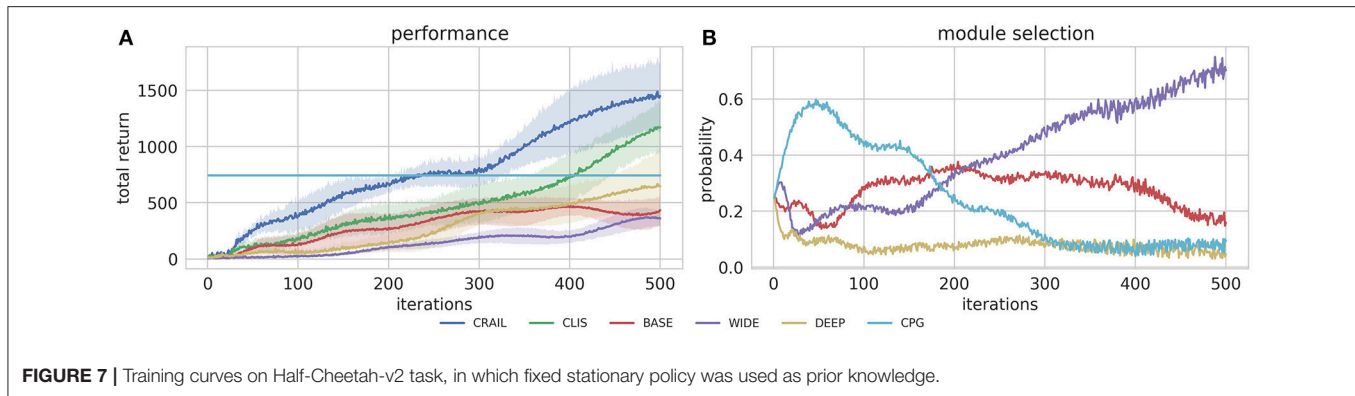 A
performance
total return
1500
1000
500
0
0 100 200 300 400 500
iterations
B
module selection
probability
0.6
0.4
0.2
0.0
0 100 200 300 400 500
iterations
CRAIL CLIS BASE WIDE DEEP CPG
FIGURE 7 | Training curves on Half-Cheetah-v2 task, in which fixed stationary policy was used as prior knowledge.